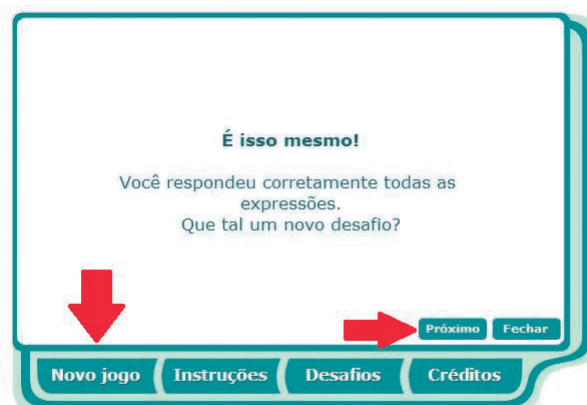 É isso mesmo!
Você respondeu corretamente todas as
expressões.
Que tal um novo desafio?
Próximo Fechar
Novo jogo Instruções Desafios Créditos